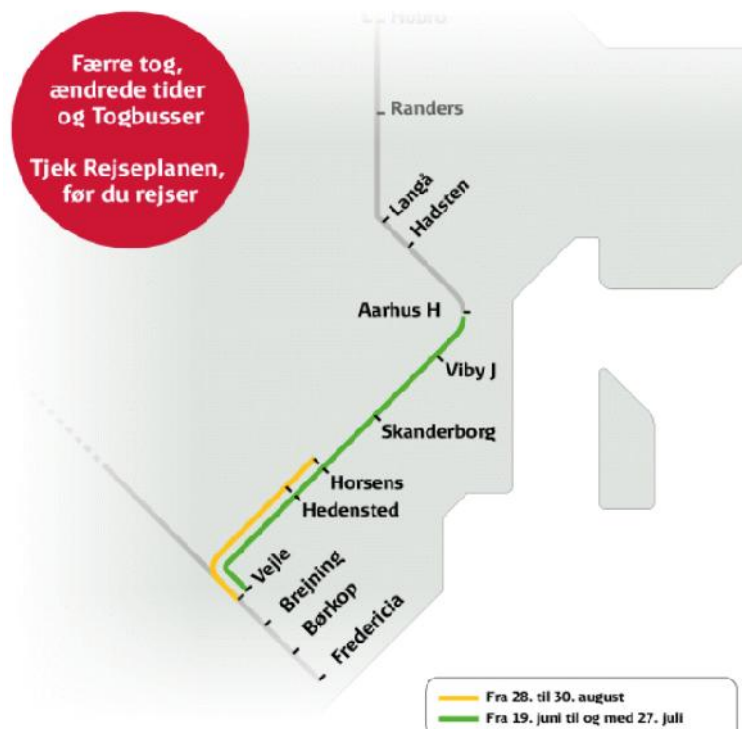 Færre tog,
ændrede tider
og Togbusser
Tjek Rejseplanen,
før du rejser
Hobro
Randers
Langå
Hadsten
Aarhus H
Viby J
Skanderborg
Horsens
Hedensted
Vejle
Brejning
Børkop
Fredericia
Fra 28. til 30. august
Fra 19. juni til og med 27. juli